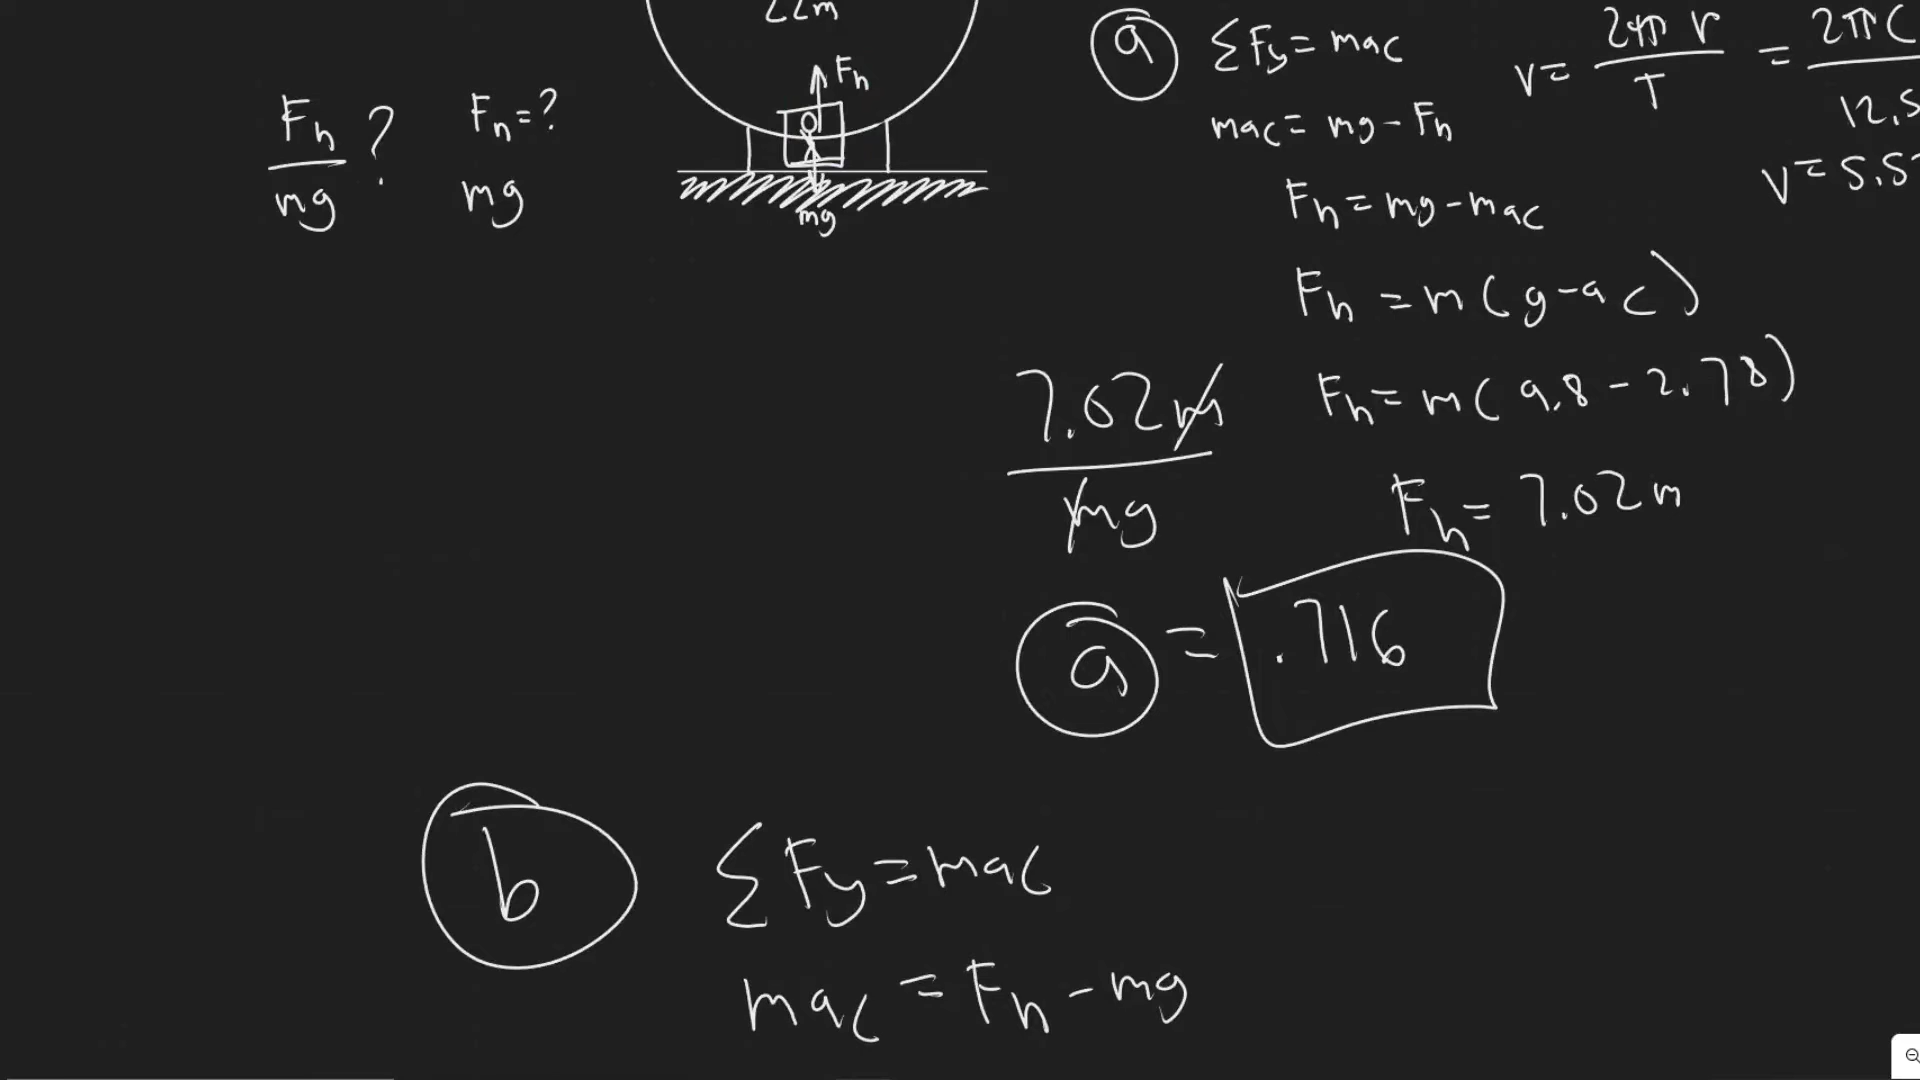 22m
Fn
mg
Fn/mg ?
Fn=?
mg
a ΣFy=mac
mac=mg-Fn
Fn=mg-mac
Fn=m(g-ac)
Fn=m(9.8-2.78)
Fn=7.02m
v=2πr/T=2π(
12.5
v=5.5
7.02m/mg
a = .716
b ΣFy=mac
mac=Fn-mg